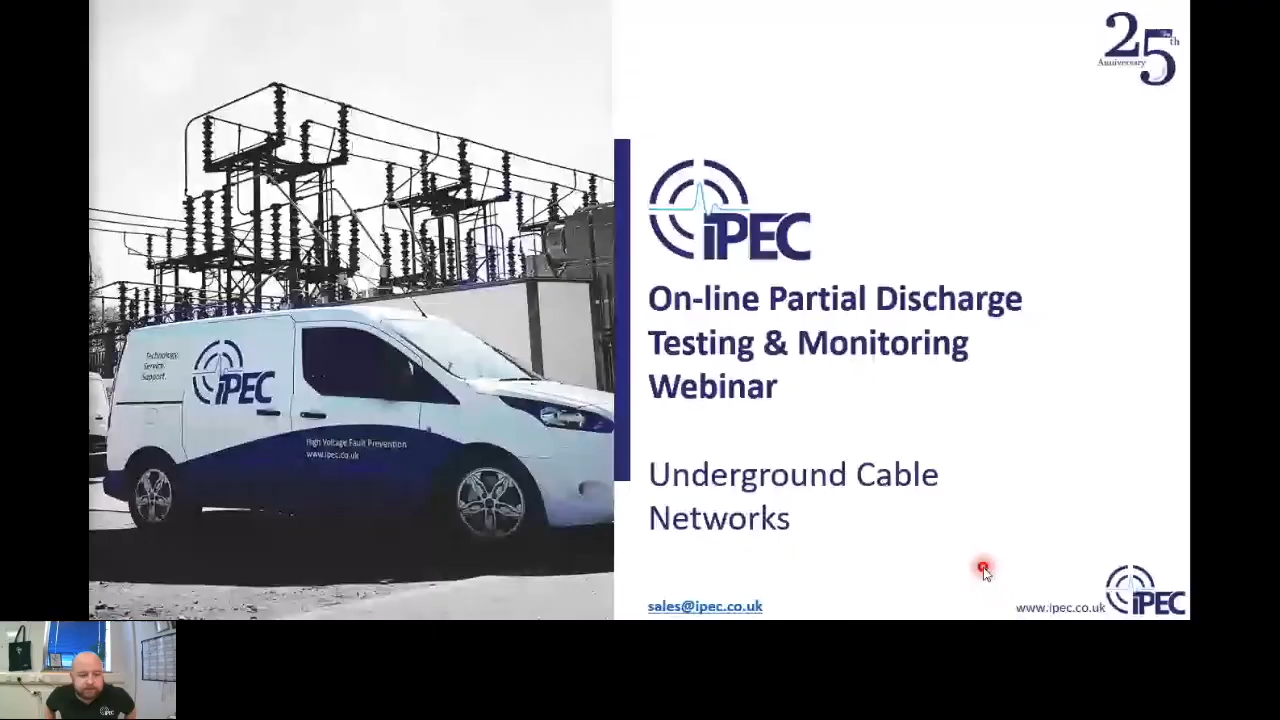 25th
Anniversary
iPEC
On-line Partial Discharge
Testing & Monitoring
Webinar
Underground Cable
Networks
sales@ipec.co.uk
www.ipec.co.uk
iPEC
Technology.
Service.
Support.
iPEC
High Voltage Fault Prevention
www.ipec.co.uk
iPEC